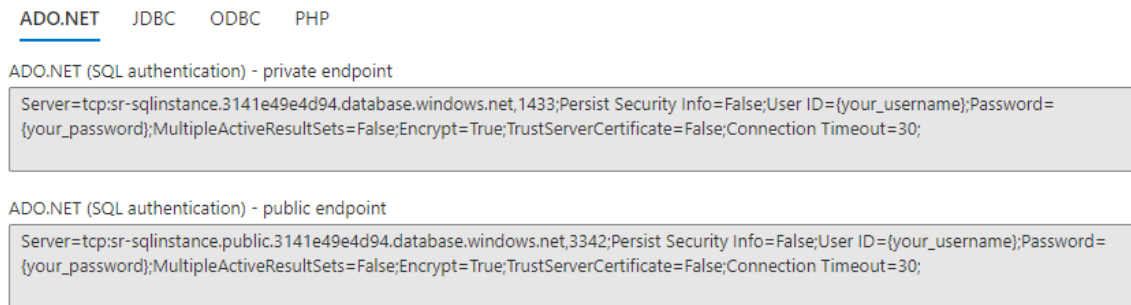 ADO.NET JDBC ODBC PHP
ADO.NET (SQL authentication) - private endpoint
Server=tcp:sr-sqlinstance.3141e49e4d94.database.windows.net,1433;Persist Security Info=False;User ID={your_username};Password=
{your_password};MultipleActiveResultSets=False;Encrypt=True;TrustServerCertificate=False;Connection Timeout=30;
ADO.NET (SQL authentication) - public endpoint
Server=tcp:sr-sqlinstance.public.3141e49e4d94.database.windows.net,3342;Persist Security Info=False;User ID={your_username};Password=
{your_password};MultipleActiveResultSets=False;Encrypt=True;TrustServerCertificate=False;Connection Timeout=30;